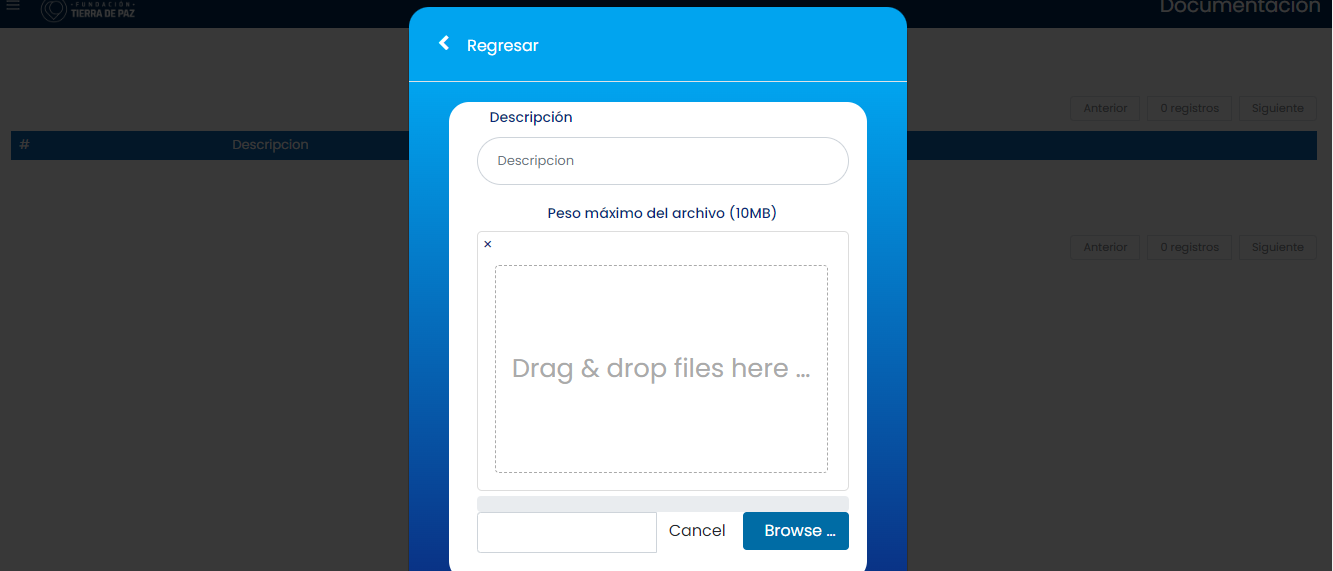 ·FUNDACIÓN·
TIERRA DE PAZ
Documentación
Regresar
Descripción
Descripcion
Anterior
0 registros
Siguiente
#
Descripcion
Peso máximo del archivo (10MB)
×
Drag & drop files here ...
Anterior
0 registros
Siguiente
Cancel
Browse ...